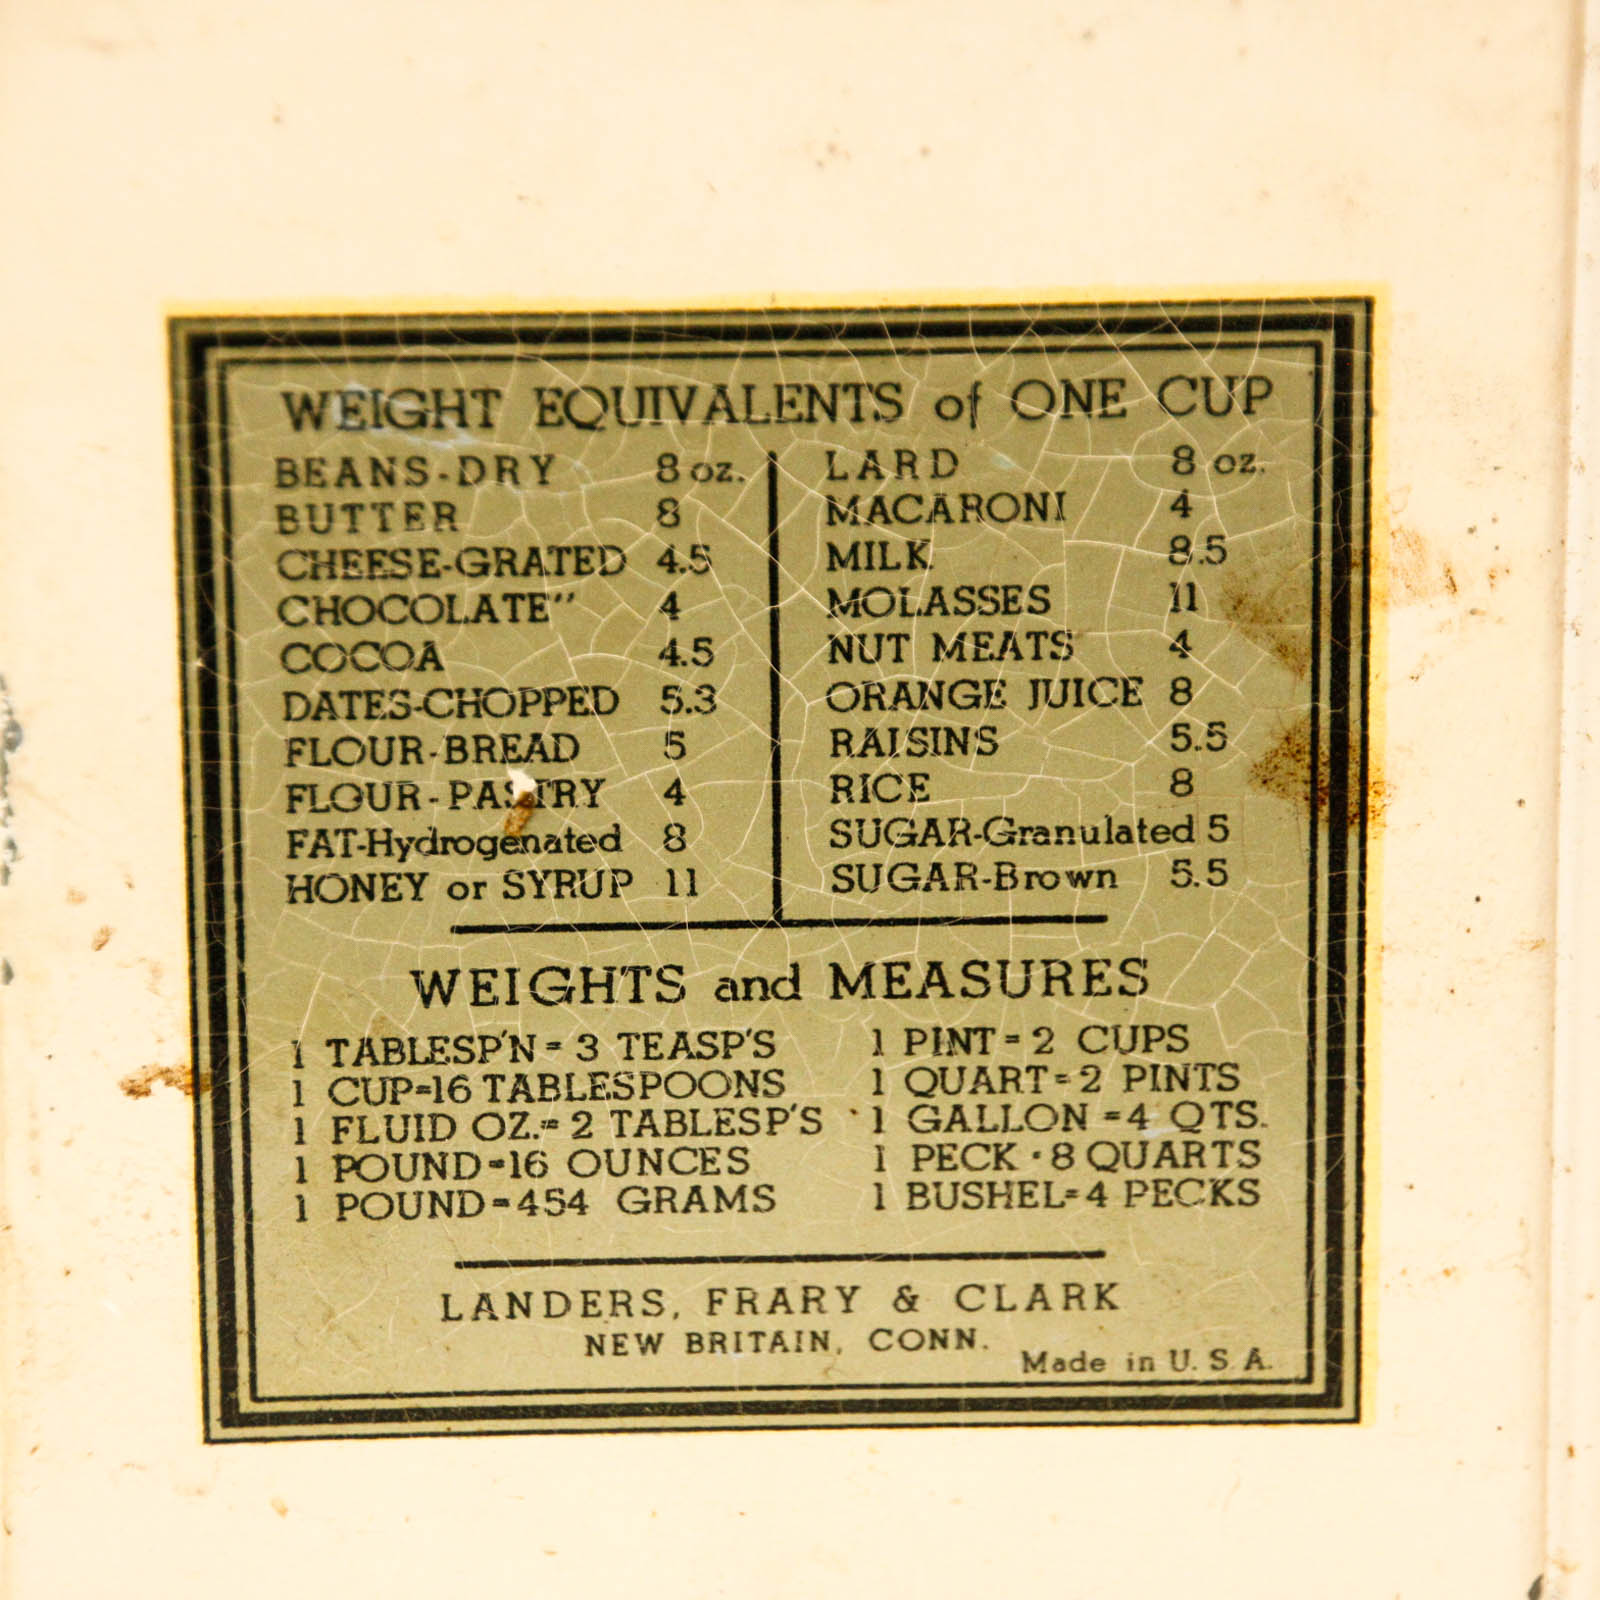 WEIGHT EQUIVALENTS of ONE CUP
BEANS-DRY 8 oz.
BUTTER 8
CHEESE-GRATED 4.5
CHOCOLATE" 4
COCOA 4.5
DATES-CHOPPED 5.3
FLOUR-BREAD 5
FLOUR-PASTRY 4
FAT-Hydrogenated 8
HONEY or SYRUP 11
LARD 8 oz.
MACARONI 4
MILK 8.5
MOLASSES 11
NUT MEATS 4
ORANGE JUICE 8
RAISINS 5.5
RICE 8
SUGAR-Granulated 5
SUGAR-Brown 5.5
WEIGHTS and MEASURES
1 TABLESP'N = 3 TEASP'S
1 CUP=16 TABLESPOONS
1 FLUID OZ.= 2 TABLESP'S
1 POUND=16 OUNCES
1 POUND=454 GRAMS
1 PINT = 2 CUPS
1 QUART = 2 PINTS
1 GALLON = 4 QTS.
1 PECK · 8 QUARTS
1 BUSHEL= 4 PECKS
LANDERS, FRARY & CLARK
NEW BRITAIN, CONN.
Made in U. S. A.